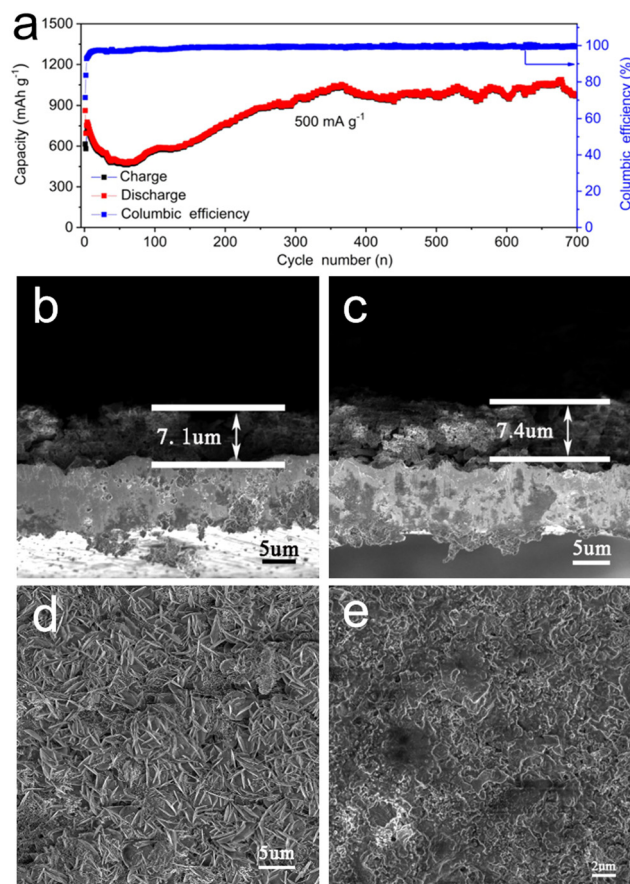 a
1500
1200
900
600
300
0
Capacity (mAh g⁻¹)
500 mA g⁻¹
Charge
Discharge
Columbic efficiency
0 100 200 300 400 500 600 700
Cycle number (n)
100
80
60
40
20
0
Columbic efficiency (%)
b
7. 1um
5um
c
7.4um
5um
d
5um
e
2um